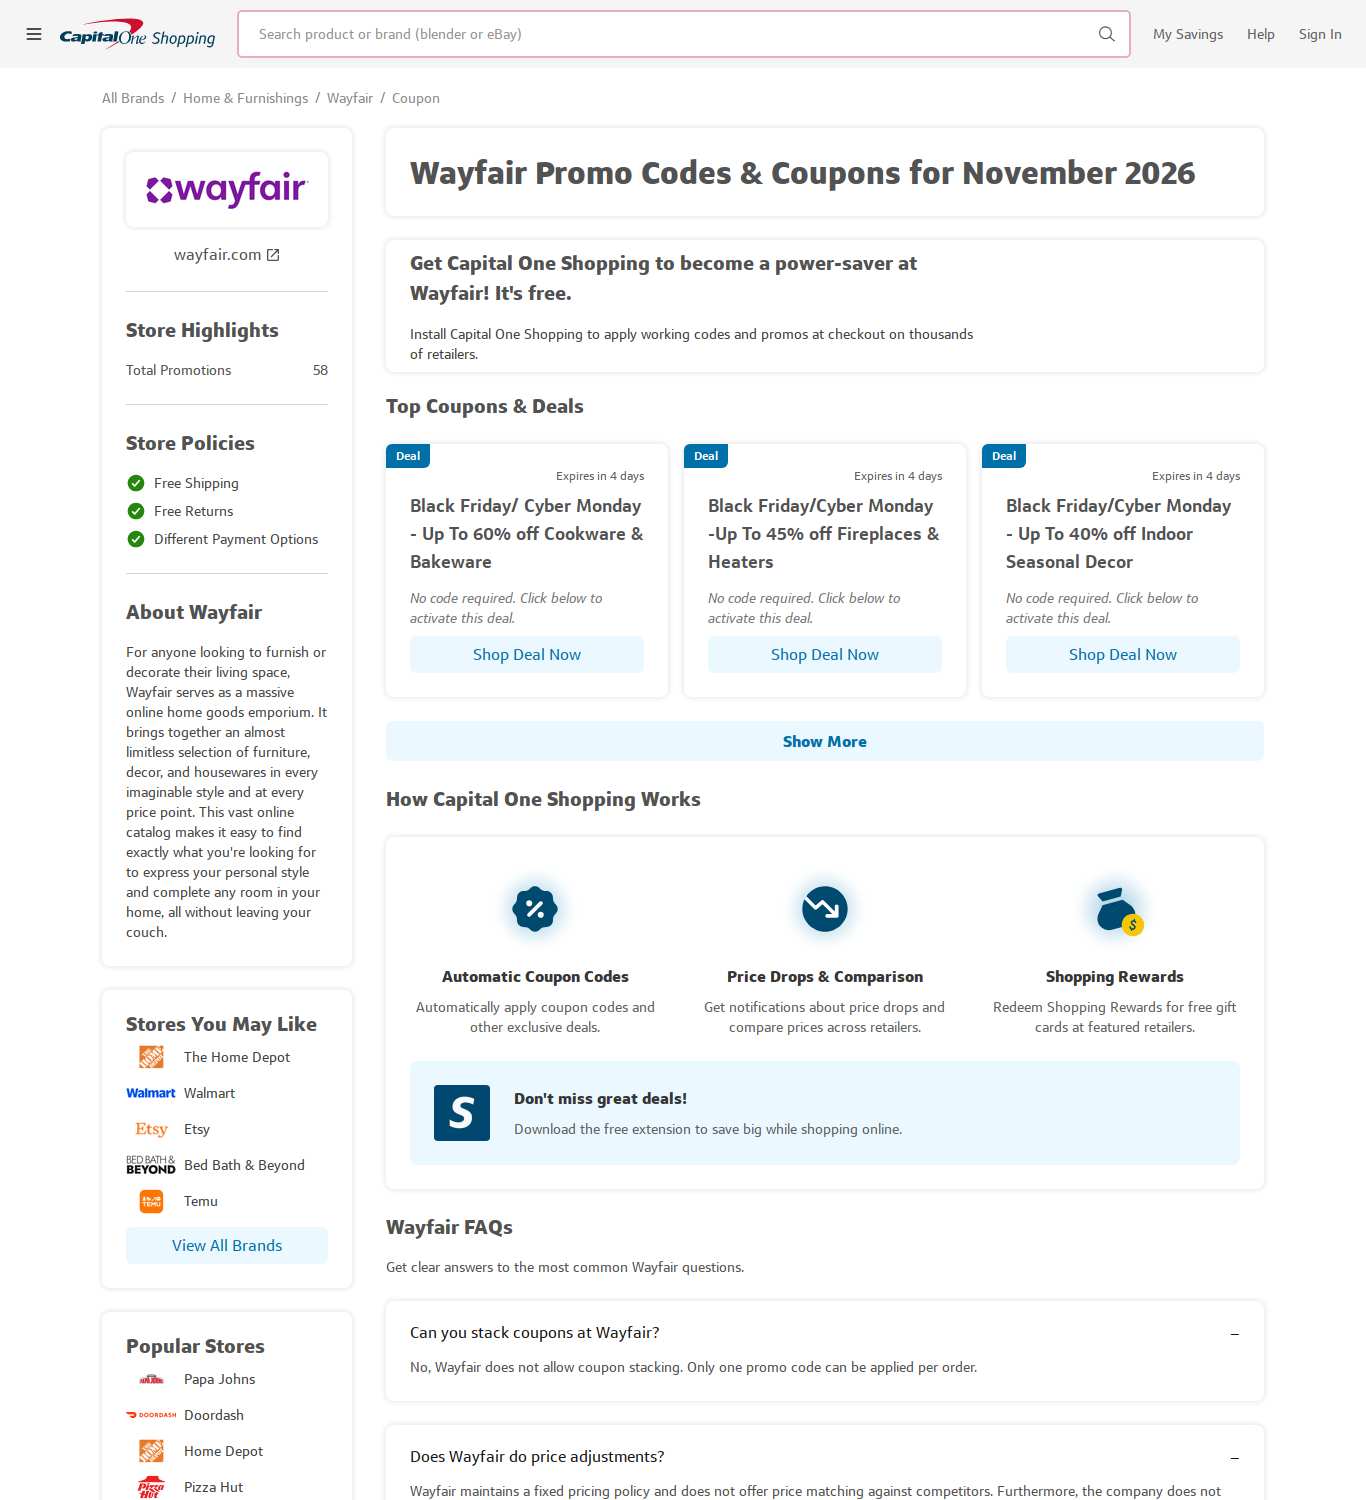 Capital One Shopping
Search product or brand (blender or eBay)
My Savings
Help
Sign In
All Brands / Home & Furnishings / Wayfair / Coupon
wayfair
wayfair.com
Store Highlights
Total Promotions 58
Store Policies
Free Shipping
Free Returns
Different Payment Options
About Wayfair
For anyone looking to furnish or
decorate their living space,
Wayfair serves as a massive
online home goods emporium. It
brings together an almost
limitless selection of furniture,
decor, and housewares in every
imaginable style and at every
price point. This vast online
catalog makes it easy to find
exactly what you're looking for
to express your personal style
and complete any room in your
home, all without leaving your
couch.
Stores You May Like
The Home Depot
Walmart Walmart
Etsy Etsy
BED BATH &
BEYOND
Bed Bath & Beyond
TEMU
Temu
View All Brands
Popular Stores
Papa Johns
DOORDASH Doordash
Home Depot
Pizza Hut
Pizza Hut
Wayfair Promo Codes & Coupons for November 2026
Get Capital One Shopping to become a power-saver at
Wayfair! It's free.
Install Capital One Shopping to apply working codes and promos at checkout on thousands
of retailers.
Top Coupons & Deals
Deal
Expires in 4 days
Black Friday/ Cyber Monday
- Up To 60% off Cookware &
Bakeware
No code required. Click below to
activate this deal.
Shop Deal Now
Deal
Expires in 4 days
Black Friday/Cyber Monday
-Up To 45% off Fireplaces &
Heaters
No code required. Click below to
activate this deal.
Shop Deal Now
Deal
Expires in 4 days
Black Friday/Cyber Monday
- Up To 40% off Indoor
Seasonal Decor
No code required. Click below to
activate this deal.
Shop Deal Now
Show More
How Capital One Shopping Works
Automatic Coupon Codes
Automatically apply coupon codes and
other exclusive deals.
Price Drops & Comparison
Get notifications about price drops and
compare prices across retailers.
$
Shopping Rewards
Redeem Shopping Rewards for free gift
cards at featured retailers.
S
Don't miss great deals!
Download the free extension to save big while shopping online.
Wayfair FAQs
Get clear answers to the most common Wayfair questions.
Can you stack coupons at Wayfair? –
No, Wayfair does not allow coupon stacking. Only one promo code can be applied per order.
Does Wayfair do price adjustments? –
Wayfair maintains a fixed pricing policy and does not offer price matching against competitors. Furthermore, the company does not